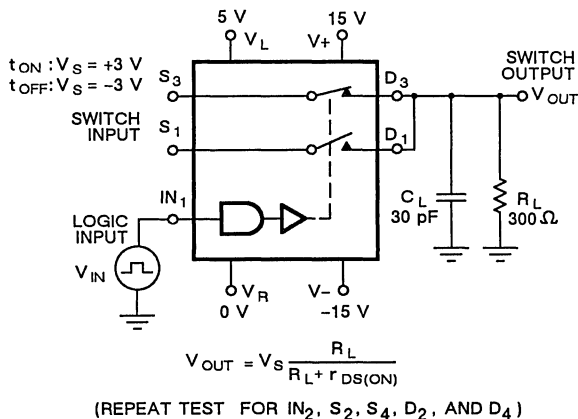 5 V 15 V
V_L V+
t_ON : V_S = +3 V
t_OFF : V_S = −3 V
SWITCH INPUT
S_3
S_1
D_3
D_1
SWITCH OUTPUT
V_OUT
IN_1
LOGIC INPUT
V_IN
C_L
30 pF
R_L
300 Ω
V_R V-
0 V -15 V
V_OUT = V_S R_L / (R_L + r_DS(ON))
(REPEAT TEST FOR IN_2, S_2, S_4, D_2, AND D_4)